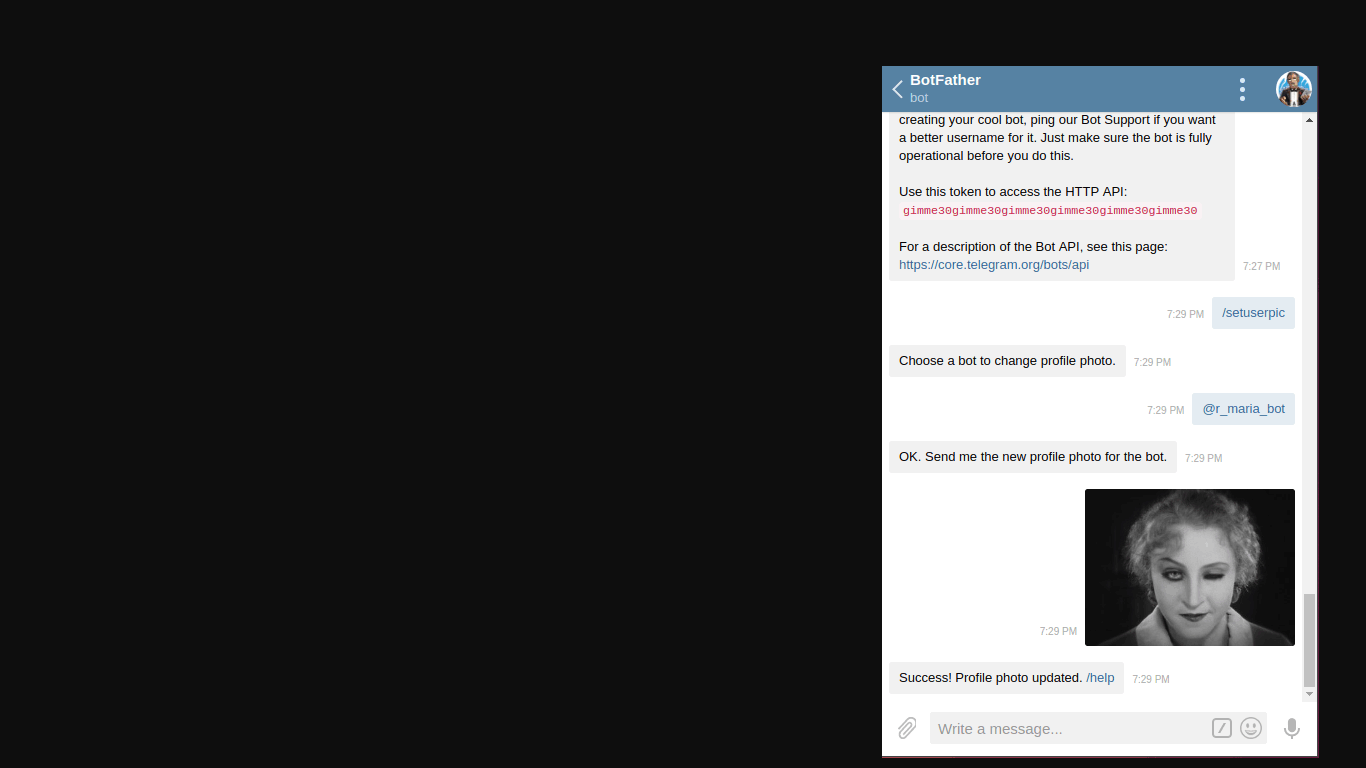 BotFather
bot
creating your cool bot, ping our Bot Support if you want
a better username for it. Just make sure the bot is fully
operational before you do this.
Use this token to access the HTTP API:
gimme30gimme30gimme30gimme30gimme30gimme30
For a description of the Bot API, see this page:
https://core.telegram.org/bots/api
7:27 PM
7:29 PM /setuserpic
Choose a bot to change profile photo. 7:29 PM
7:29 PM @r_maria_bot
OK. Send me the new profile photo for the bot. 7:29 PM
7:29 PM
Success! Profile photo updated. /help 7:29 PM
Write a message...